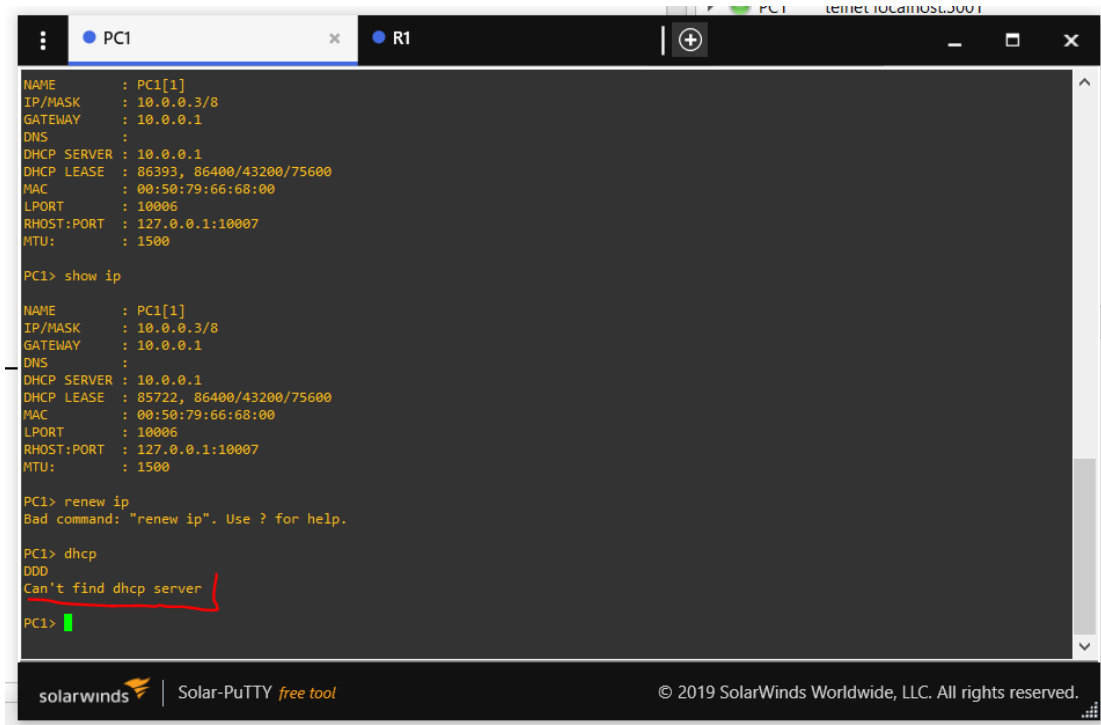 PC1 telnet localhost:5001
PC1 × R1
NAME : PC1[1]
IP/MASK : 10.0.0.3/8
GATEWAY : 10.0.0.1
DNS :
DHCP SERVER : 10.0.0.1
DHCP LEASE : 86393, 86400/43200/75600
MAC : 00:50:79:66:68:00
LPORT : 10006
RHOST:PORT : 127.0.0.1:10007
MTU: : 1500
PC1> show ip
NAME : PC1[1]
IP/MASK : 10.0.0.3/8
GATEWAY : 10.0.0.1
DNS :
DHCP SERVER : 10.0.0.1
DHCP LEASE : 85722, 86400/43200/75600
MAC : 00:50:79:66:68:00
LPORT : 10006
RHOST:PORT : 127.0.0.1:10007
MTU: : 1500
PC1> renew ip
Bad command: "renew ip". Use ? for help.
PC1> dhcp
DDD
Can't find dhcp server
PC1>
solarwinds Solar-PuTTY free tool © 2019 SolarWinds Worldwide, LLC. All rights reserved.